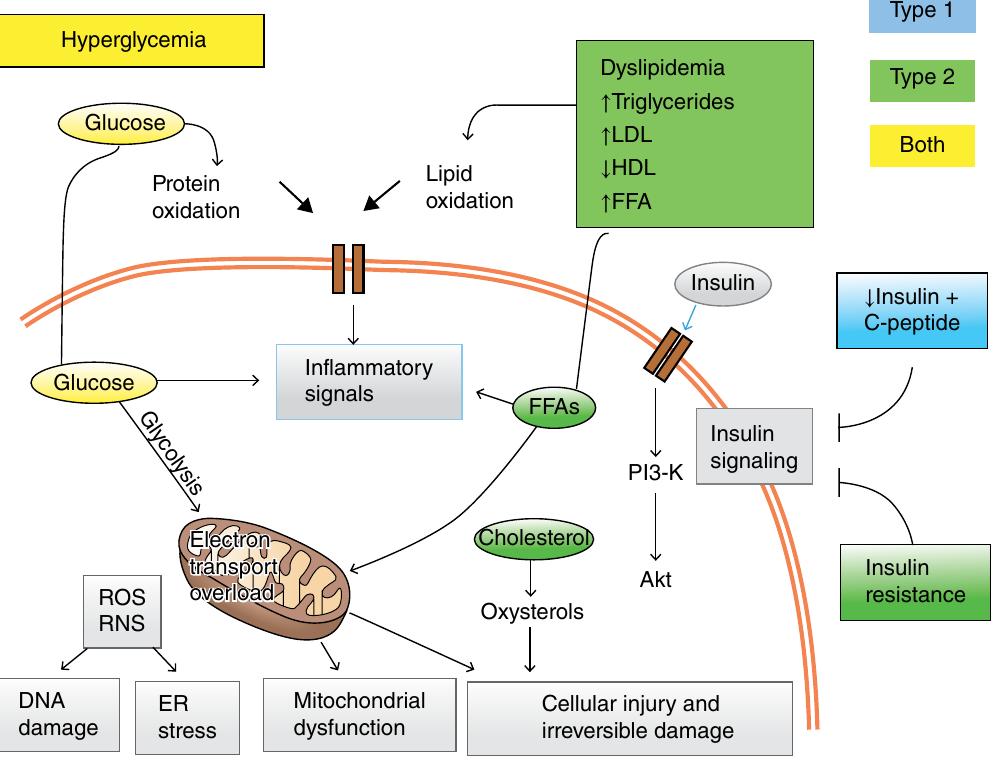 Hyperglycemia
Type 1
Type 2
Both
Dyslipidemia
↑Triglycerides
↑LDL
↓HDL
↑FFA
Glucose
Protein
oxidation
Lipid
oxidation
Insulin
↓Insulin +
C-peptide
Glucose
Inflammatory
signals
FFAs
Glycolysis
Insulin
signaling
PI3-K
Electron
transport
overload
Cholesterol
Akt
Insulin
resistance
ROS
RNS
Oxysterols
DNA
damage
ER
stress
Mitochondrial
dysfunction
Cellular injury and
irreversible damage